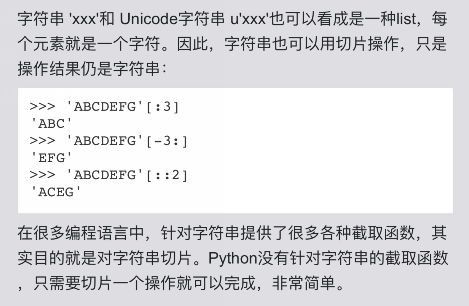 字符串 'xxx'和 Unicode字符串 u'xxx'也可以看成是一种list，每
个元素就是一个字符。因此，字符串也可以用切片操作，只是
操作结果仍是字符串：
>>> 'ABCDEFG'[:3]
'ABC'
>>> 'ABCDEFG'[-3:]
'EFG'
>>> 'ABCDEFG'[::2]
'ACEG'
在很多编程语言中，针对字符串提供了很多各种截取函数，其
实目的就是对字符串切片。Python没有针对字符串的截取函数
，只需要切片一个操作就可以完成，非常简单。